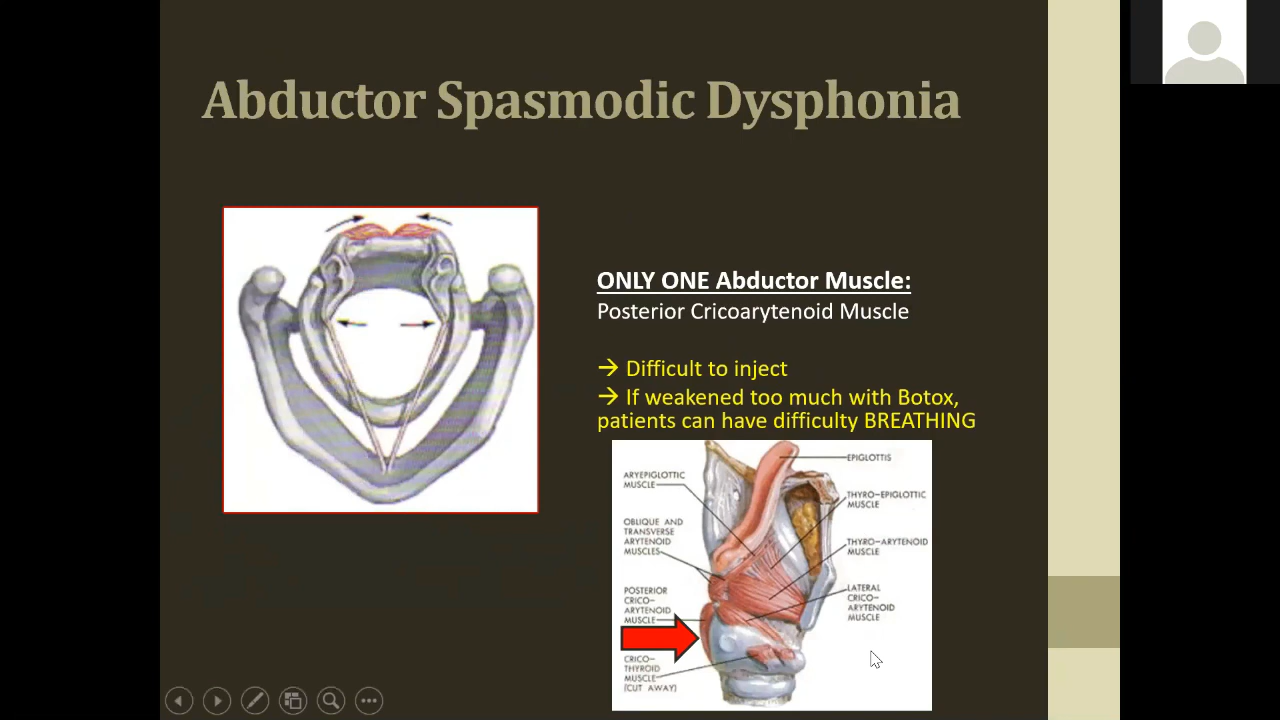 Abductor Spasmodic Dysphonia
ONLY ONE Abductor Muscle:
Posterior Cricoarytenoid Muscle
→ Difficult to inject
→ If weakened too much with Botox,
patients can have difficulty BREATHING
ARYEPIGLOTTIC
MUSCLE
OBLIQUE AND
TRANSVERSE
ARYTENOID
MUSCLES
POSTERIOR
CRICO-
ARYTENOID
MUSCLE
CRICO-
THYROID
MUSCLE
(CUT AWAY)
EPIGLOTTIS
THYRO-EPIGLOTTIC
MUSCLE
THYRO-ARYTENOID
MUSCLE
LATERAL
CRICO-
ARYTENOID
MUSCLE